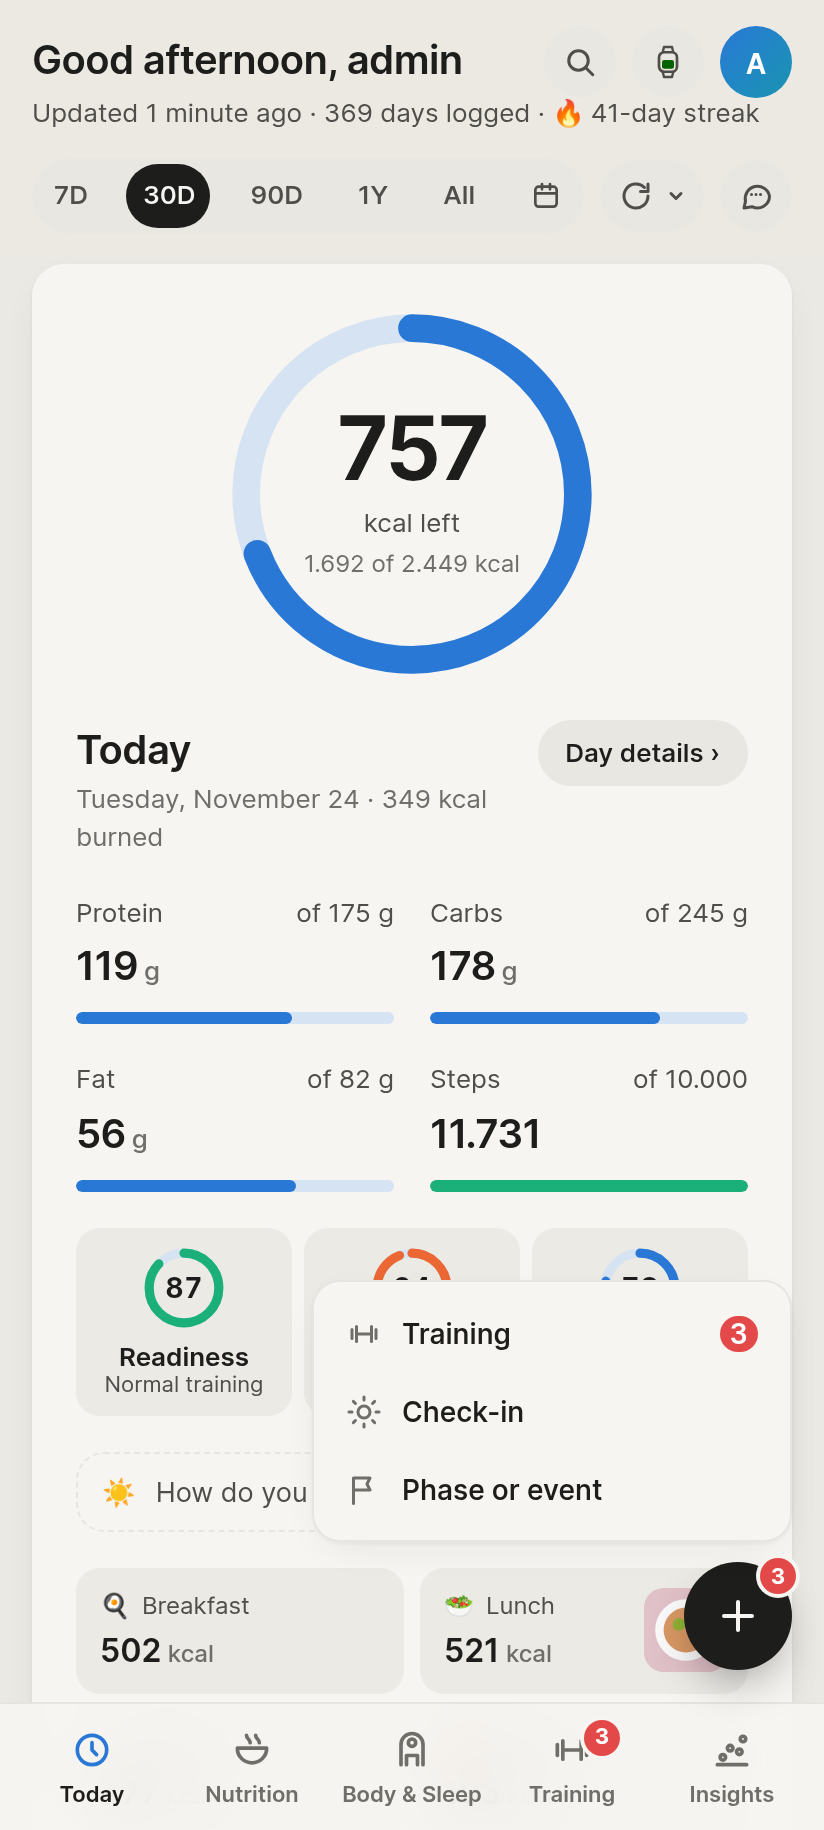 Good afternoon, admin
A
Updated 1 minute ago · 369 days logged · 🔥 41-day streak
7D 30D 90D 1Y All
757
kcal left
1.692 of 2.449 kcal
Today
Day details ›
Tuesday, November 24 · 349 kcal
burned
Protein of 175 g
119 g
Carbs of 245 g
178 g
Fat of 82 g
56 g
Steps of 10.000
11.731
87
Readiness
Normal training
Training 3
Check-in
Phase or event
☀️ How do you
🍳 Breakfast
502 kcal
🥗 Lunch
521 kcal
3
Today
Nutrition
Body & Sleep
Training 3
Insights